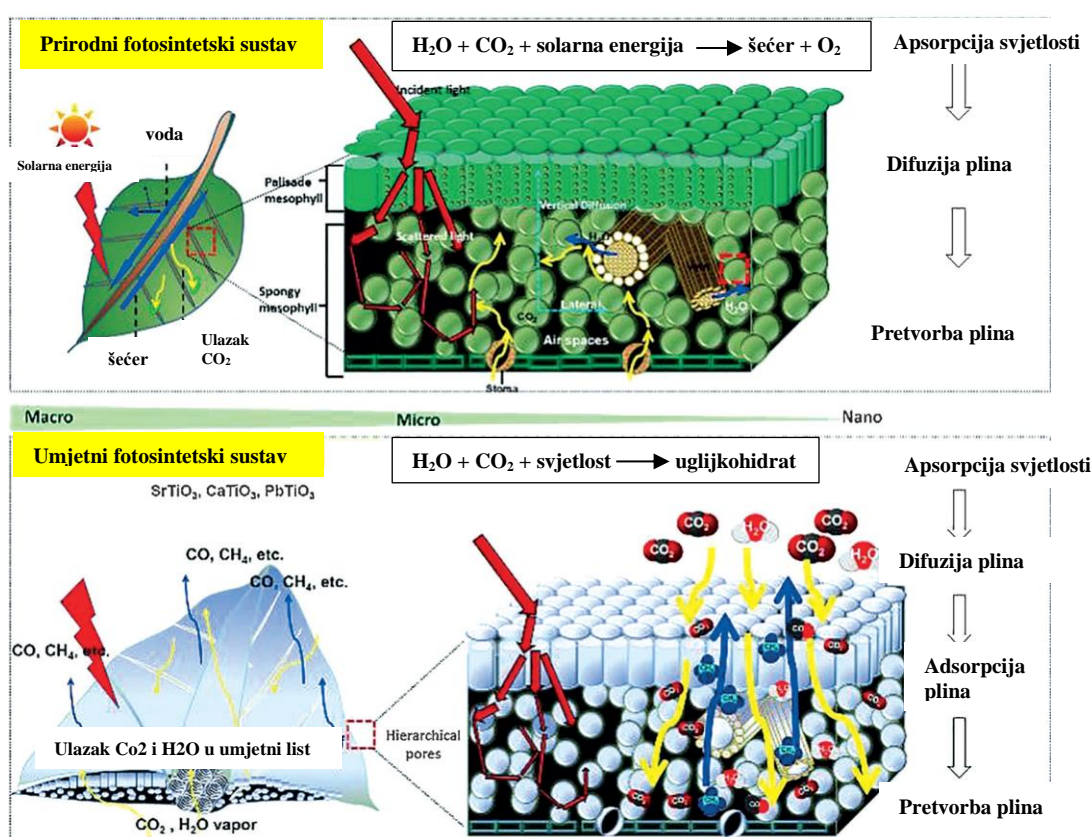 Prirodni fotosintetski sustav
H₂O + CO₂ + solarna energija → šećer + O₂
Apsorpcija svjetlosti
Difuzija plina
Pretvorba plina
Solarna energija
voda
šećer
Ulazak
CO₂
Incident light
Palisade
mesophyll
Vertical Diffusion
Scattered light
H₂O
Spongy
mesophyll
Lateral
CO₂
H₂O
Air spaces
Stoma
Macro
Micro
Nano
Umjetni fotosintetski sustav
H₂O + CO₂ + svjetlost → uglijkohidrat
Apsorpcija svjetlosti
Difuzija plina
Adsorpcija
plina
Pretvorba plina
SrTiO₃, CaTiO₃, PbTiO₃
CO, CH₄, etc.
CO, CH₄, etc.
CO, CH₄, etc.
Ulazak Co2 i H2O u umjetni list
CO₂ , H₂O vapor
Hierarchical
pores
CO₂
H₂O
CO₂
CO₂
CO₂
H₂O